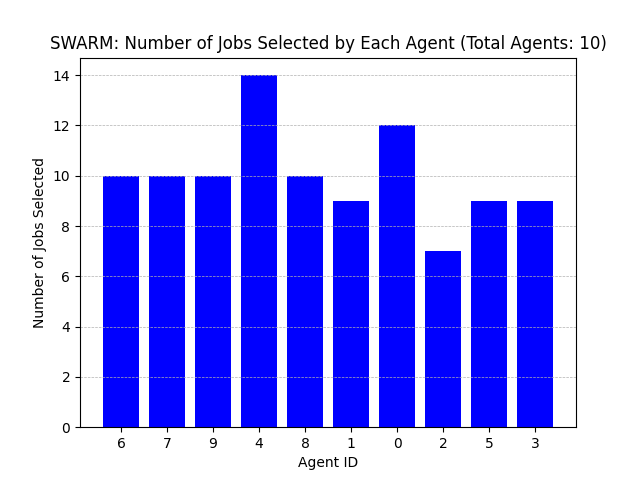 SWARM: Number of Jobs Selected by Each Agent (Total Agents: 10)
Number of Jobs Selected
14
12
10
8
6
4
2
0
6 7 9 4 8 1 0 2 5 3
Agent ID